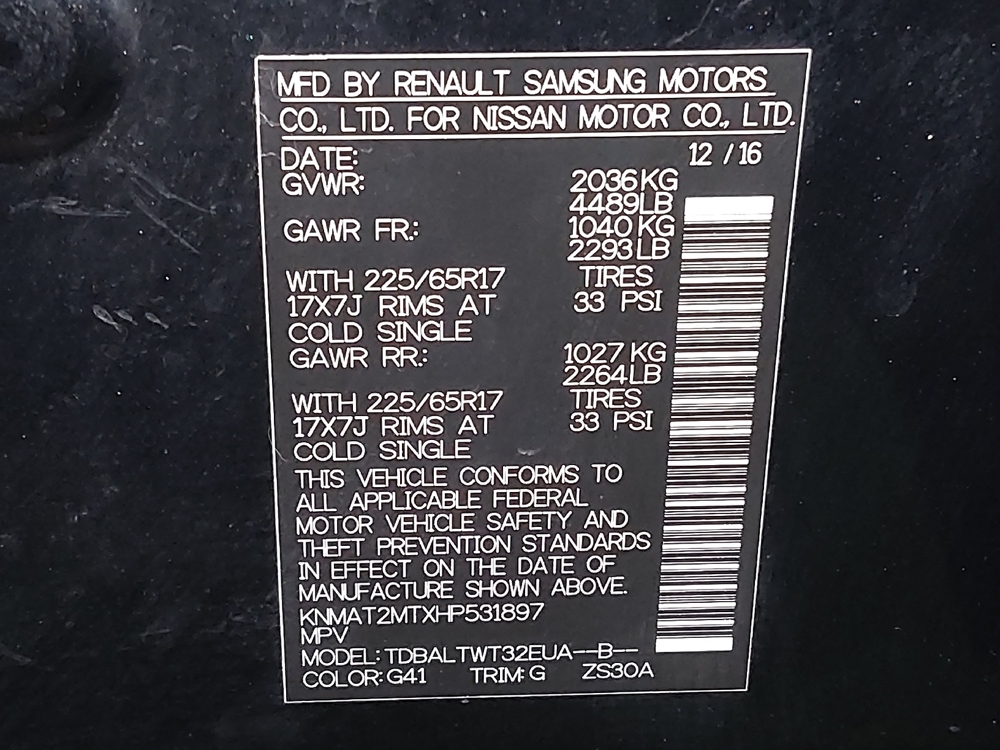 MFD BY RENAULT SAMSUNG MOTORS
CO., LTD. FOR NISSAN MOTOR CO., LTD.
DATE: 12 / 16
GVWR: 2036 KG
4489 LB
GAWR FR.: 1040 KG
2293 LB
WITH 225/65R17 TIRES
17X7J RIMS AT 33 PSI
COLD SINGLE
GAWR RR.: 1027 KG
2264 LB
WITH 225/65R17 TIRES
17X7J RIMS AT 33 PSI
COLD SINGLE
THIS VEHICLE CONFORMS TO
ALL APPLICABLE FEDERAL
MOTOR VEHICLE SAFETY AND
THEFT PREVENTION STANDARDS
IN EFFECT ON THE DATE OF
MANUFACTURE SHOWN ABOVE.
KNMAT2MTXHP531897
MPV
MODEL: TDBALTWT32EUA--B--
COLOR: G41 TRIM: G ZS30A